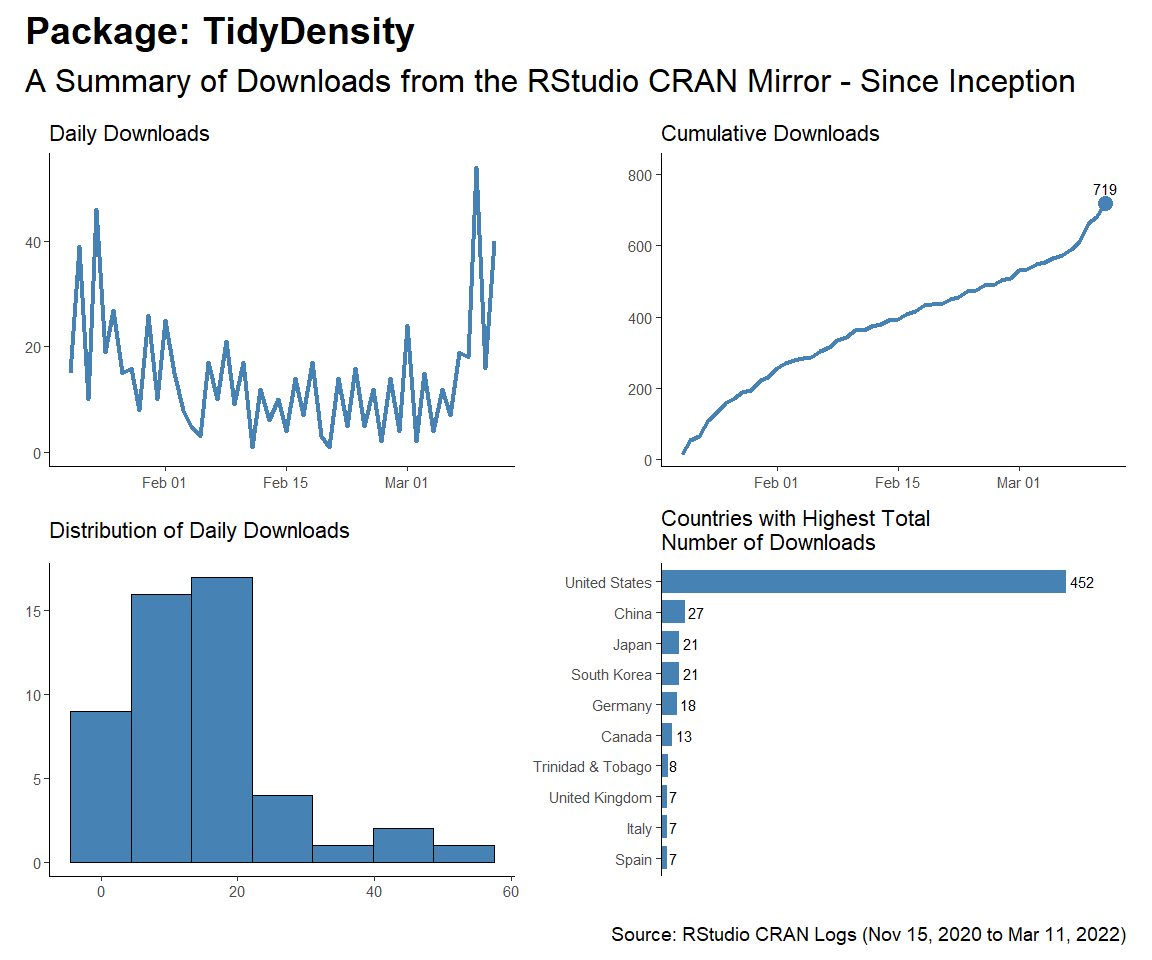 Package: TidyDensity
A Summary of Downloads from the RStudio CRAN Mirror - Since Inception
Daily Downloads
40
20
0
Feb 01 Feb 15 Mar 01
Cumulative Downloads
800
600
400
200
0
719
Feb 01 Feb 15 Mar 01
Distribution of Daily Downloads
15
10
5
0
0 20 40 60
Countries with Highest Total
Number of Downloads
United States 452
China 27
Japan 21
South Korea 21
Germany 18
Canada 13
Trinidad & Tobago 8
United Kingdom 7
Italy 7
Spain 7
Source: RStudio CRAN Logs (Nov 15, 2020 to Mar 11, 2022)